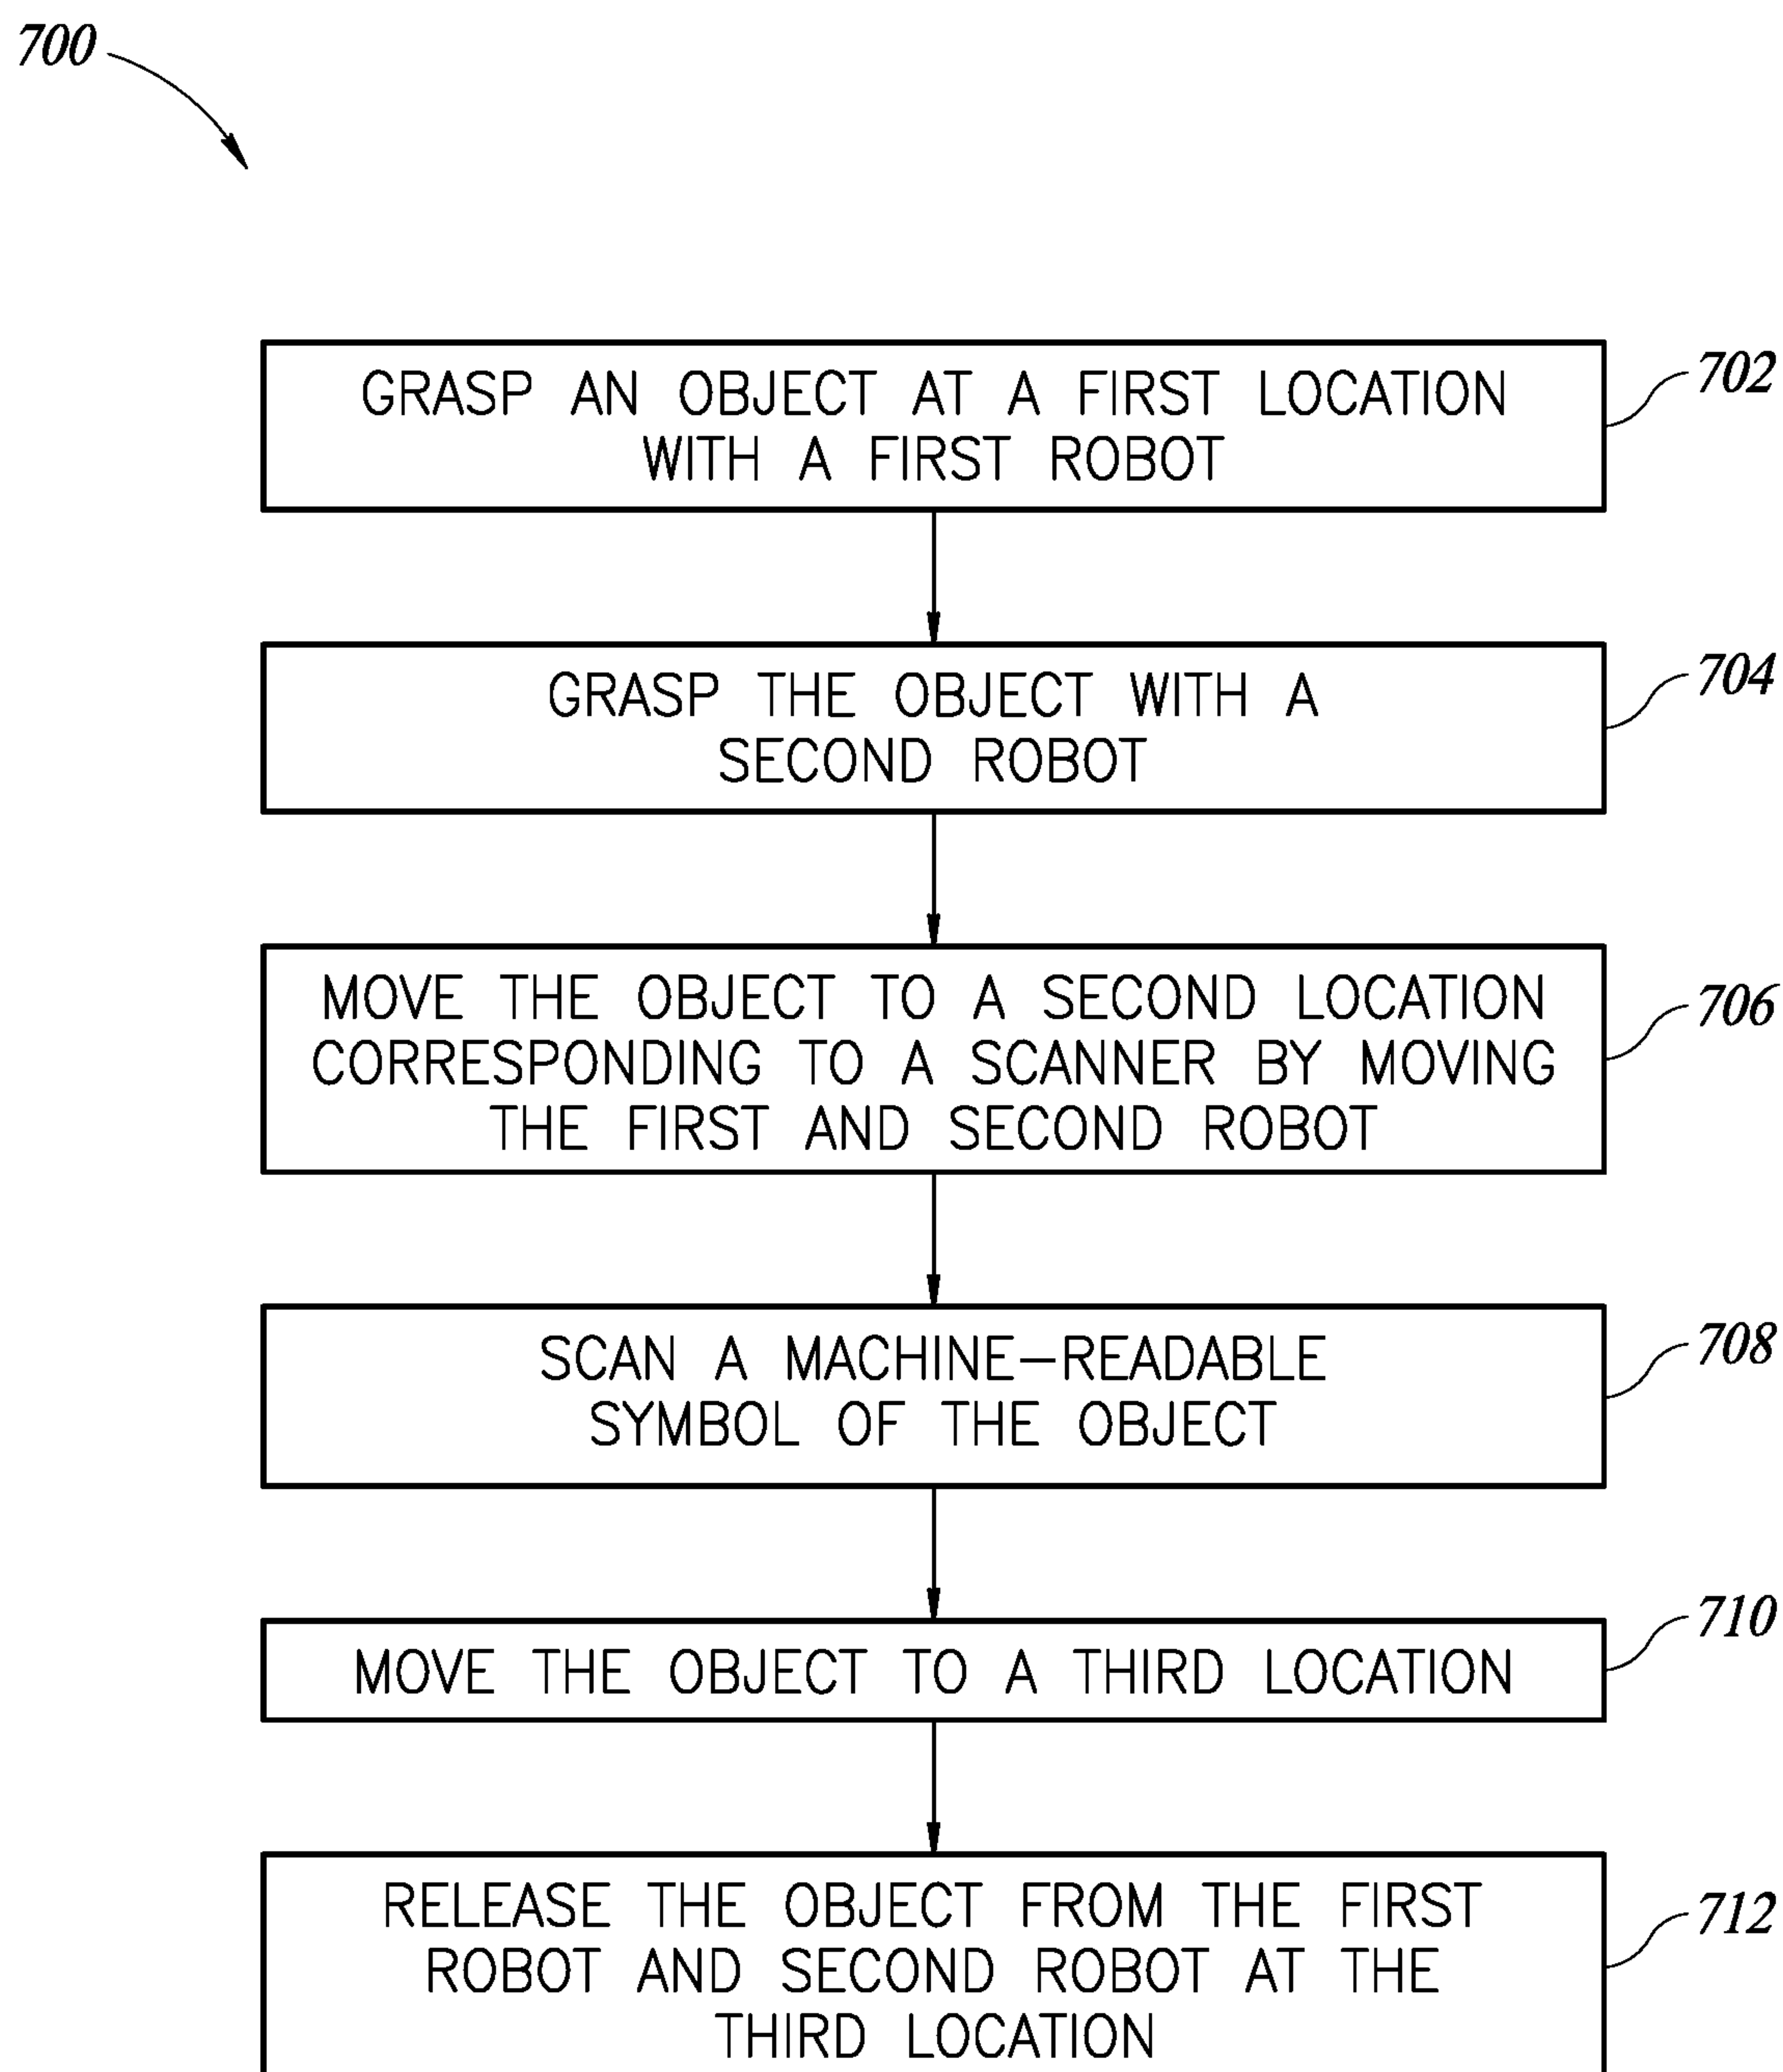 700
GRASP AN OBJECT AT A FIRST LOCATION
WITH A FIRST ROBOT
702
GRASP THE OBJECT WITH A
SECOND ROBOT
704
MOVE THE OBJECT TO A SECOND LOCATION
CORRESPONDING TO A SCANNER BY MOVING
THE FIRST AND SECOND ROBOT
706
SCAN A MACHINE-READABLE
SYMBOL OF THE OBJECT
708
MOVE THE OBJECT TO A THIRD LOCATION
710
RELEASE THE OBJECT FROM THE FIRST
ROBOT AND SECOND ROBOT AT THE
THIRD LOCATION
712